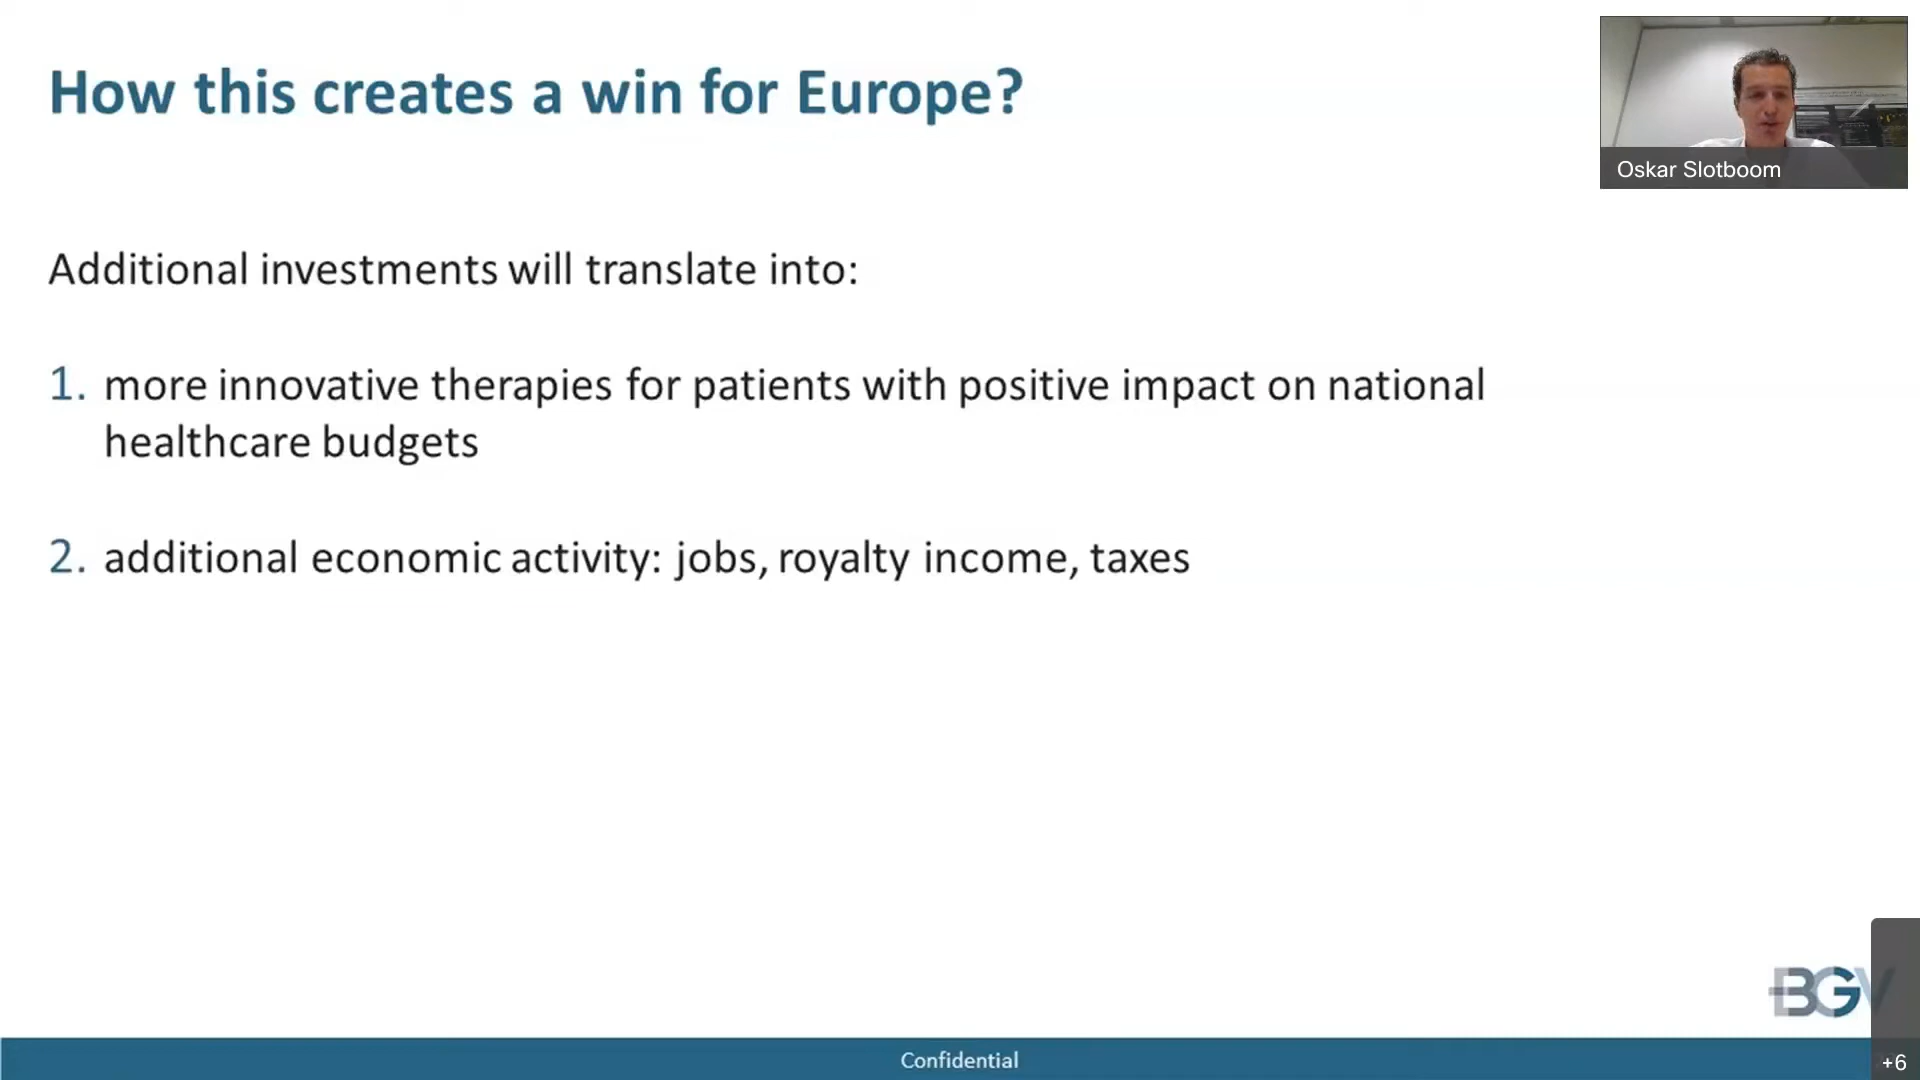 How this creates a win for Europe?
Oskar Slotboom
Additional investments will translate into:
1. more innovative therapies for patients with positive impact on national
healthcare budgets
2. additional economic activity: jobs, royalty income, taxes
BGV
Confidential
+6